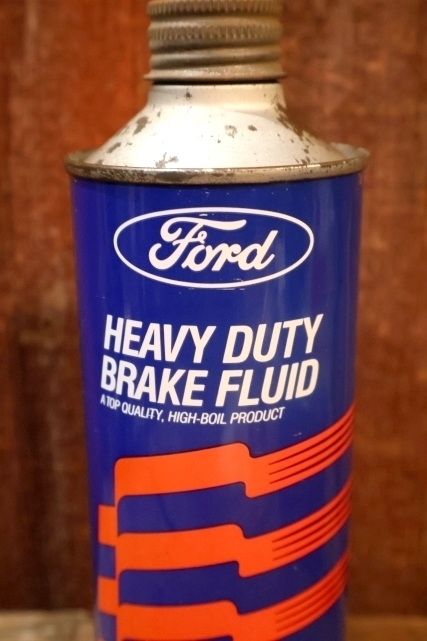 Ford
HEAVY DUTY
BRAKE FLUID
A TOP QUALITY, HIGH-BOIL PRODUCT